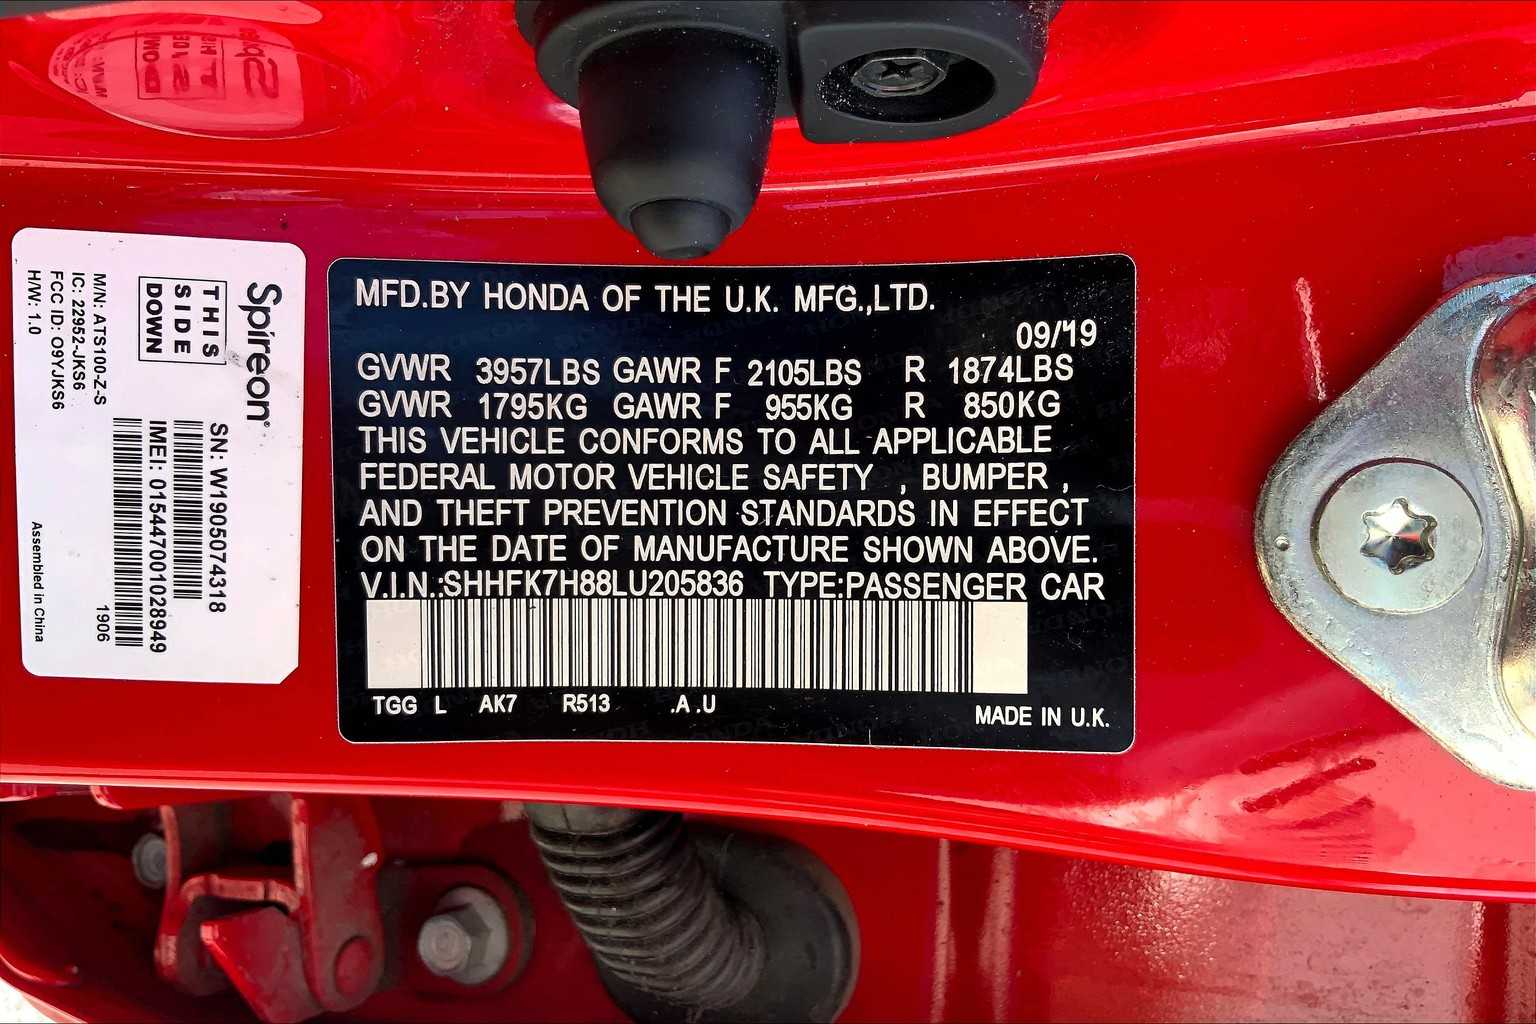 Spireon
THIS
SIDE
DOWN
M/N: ATS100-Z-S
IC: 22952-JKS6
FCC ID: O9YJKS6
H/W: 1.0
SN: W1905074318
IMEI: 015447001028949
1906
Assembled in China
MFD.BY HONDA OF THE U.K. MFG.,LTD.
09/'19
GVWR 3957LBS GAWR F 2105LBS R 1874LBS
GVWR 1795KG GAWR F 955KG R 850KG
THIS VEHICLE CONFORMS TO ALL APPLICABLE
FEDERAL MOTOR VEHICLE SAFETY , BUMPER ,
AND THEFT PREVENTION STANDARDS IN EFFECT
ON THE DATE OF MANUFACTURE SHOWN ABOVE.
V.I.N.:SHHFK7H88LU205836 TYPE:PASSENGER CAR
TGG L AK7 R513 .A .U
MADE IN U.K.